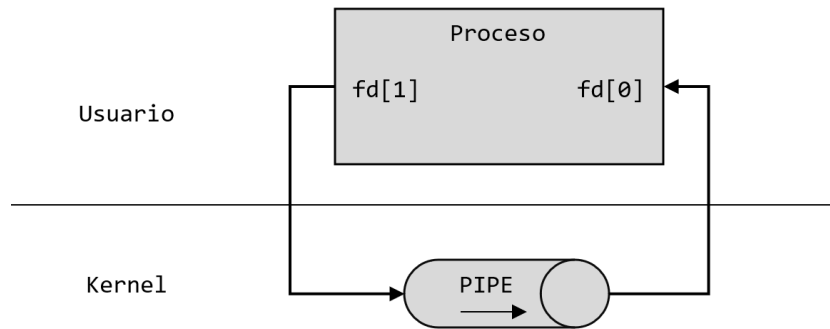 Proceso
fd[1] fd[0]
Usuario
Kernel
PIPE